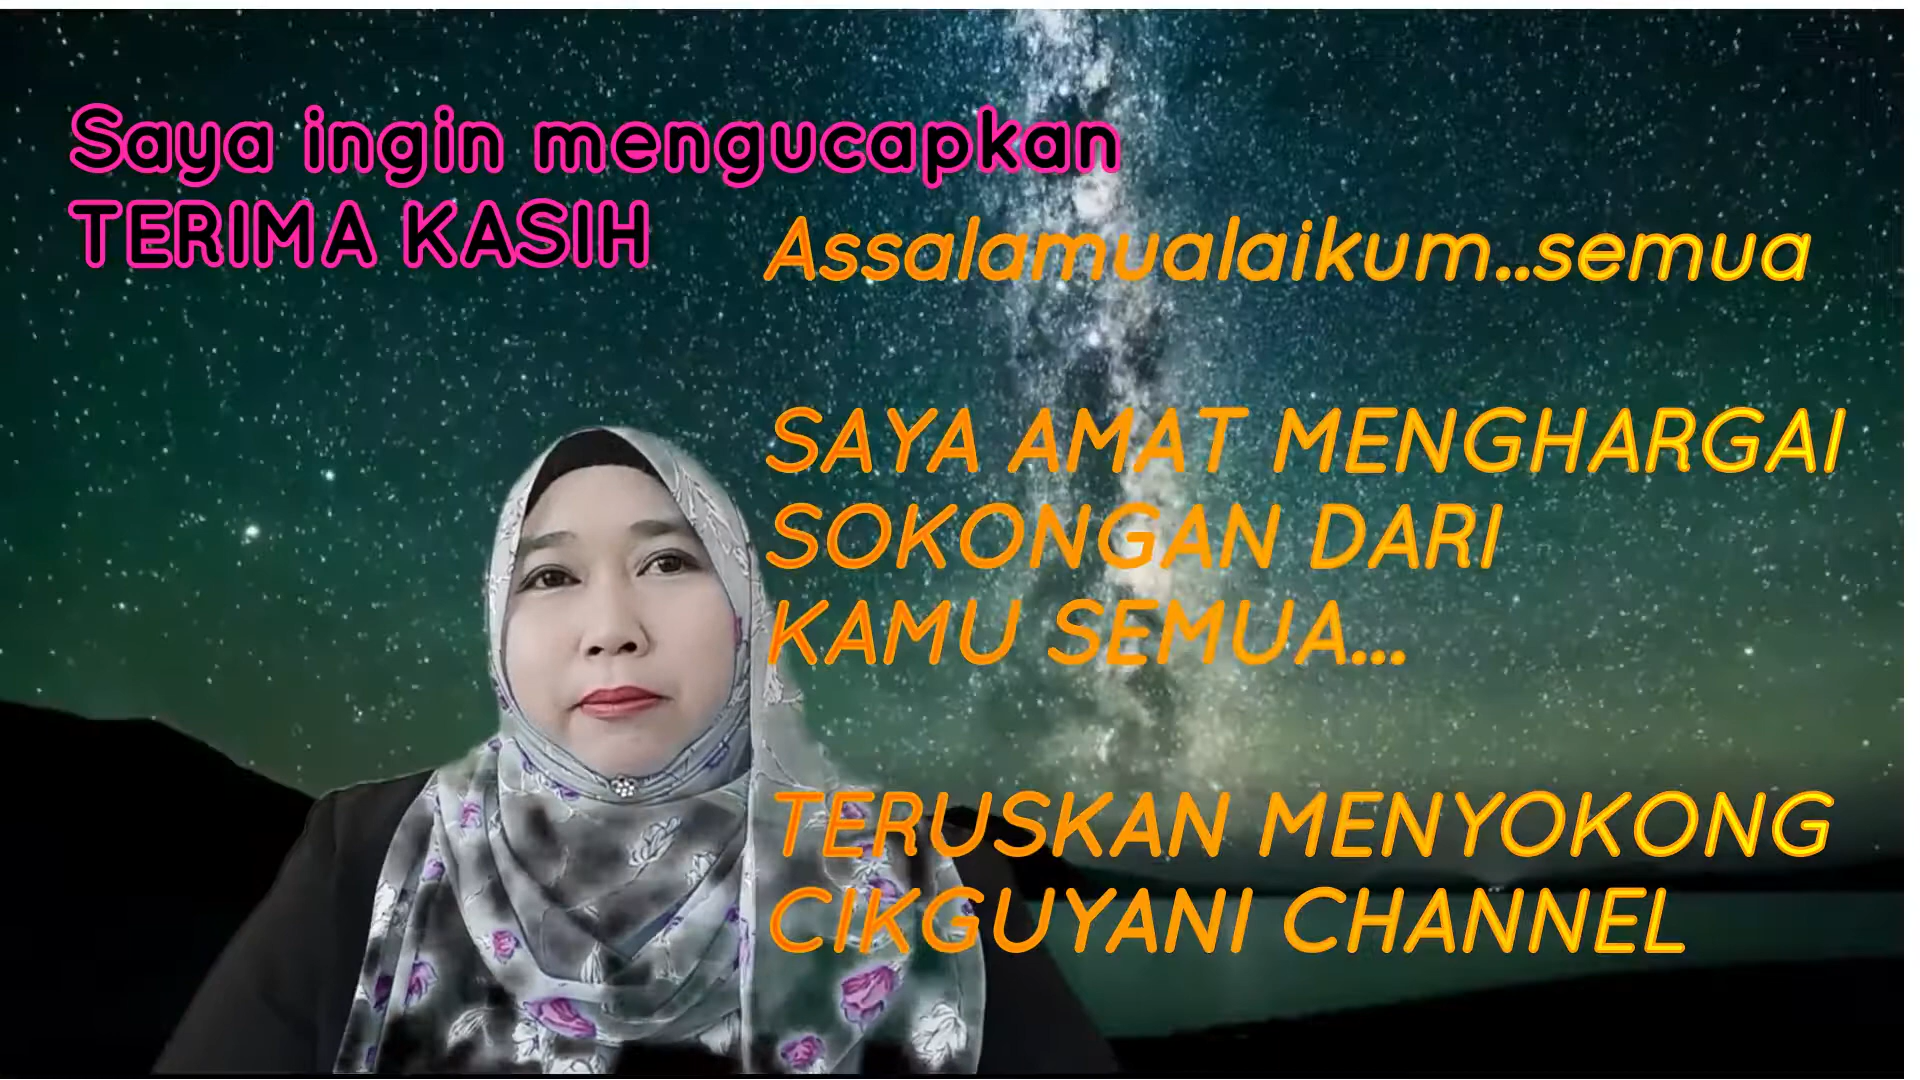 Saya ingin mengucapkan
TERIMA KASIH
Assalamualaikum..semua
SAYA AMAT MENGHARGAI
SOKONGAN DARI
KAMU SEMUA...
TERUSKAN MENYOKONG
CIKGUYANI CHANNEL